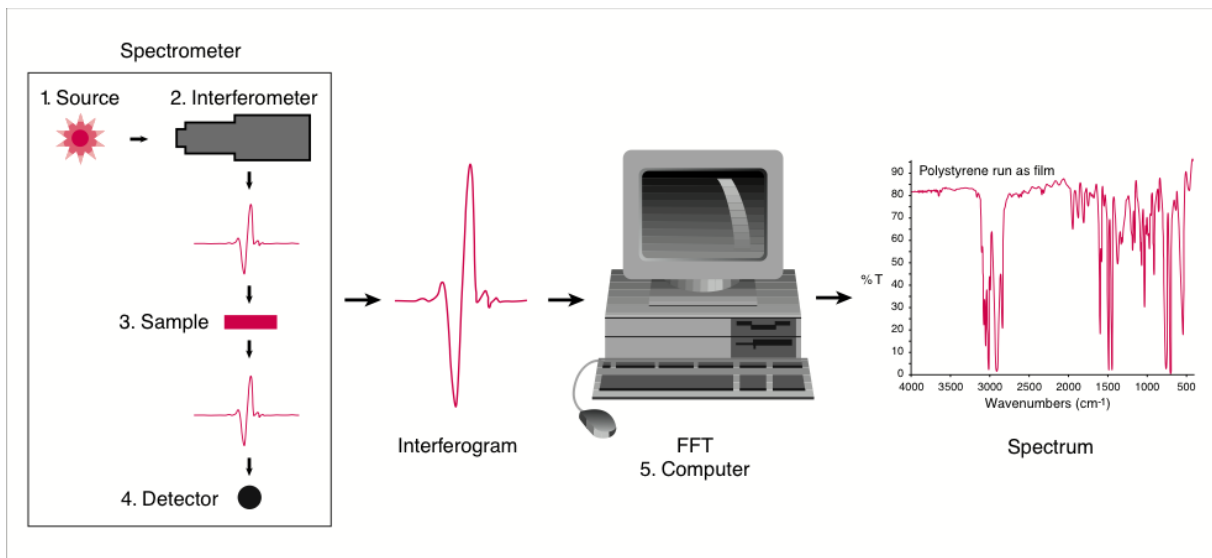 Spectrometer
1. Source
2. Interferometer
3. Sample
4. Detector
Interferogram
FFT
5. Computer
Polystyrene run as film
% T
90
80
70
60
50
40
30
20
10
0
4000 3500 3000 2500 2000 1500 1000 500
Wavenumbers (cm-1)
Spectrum